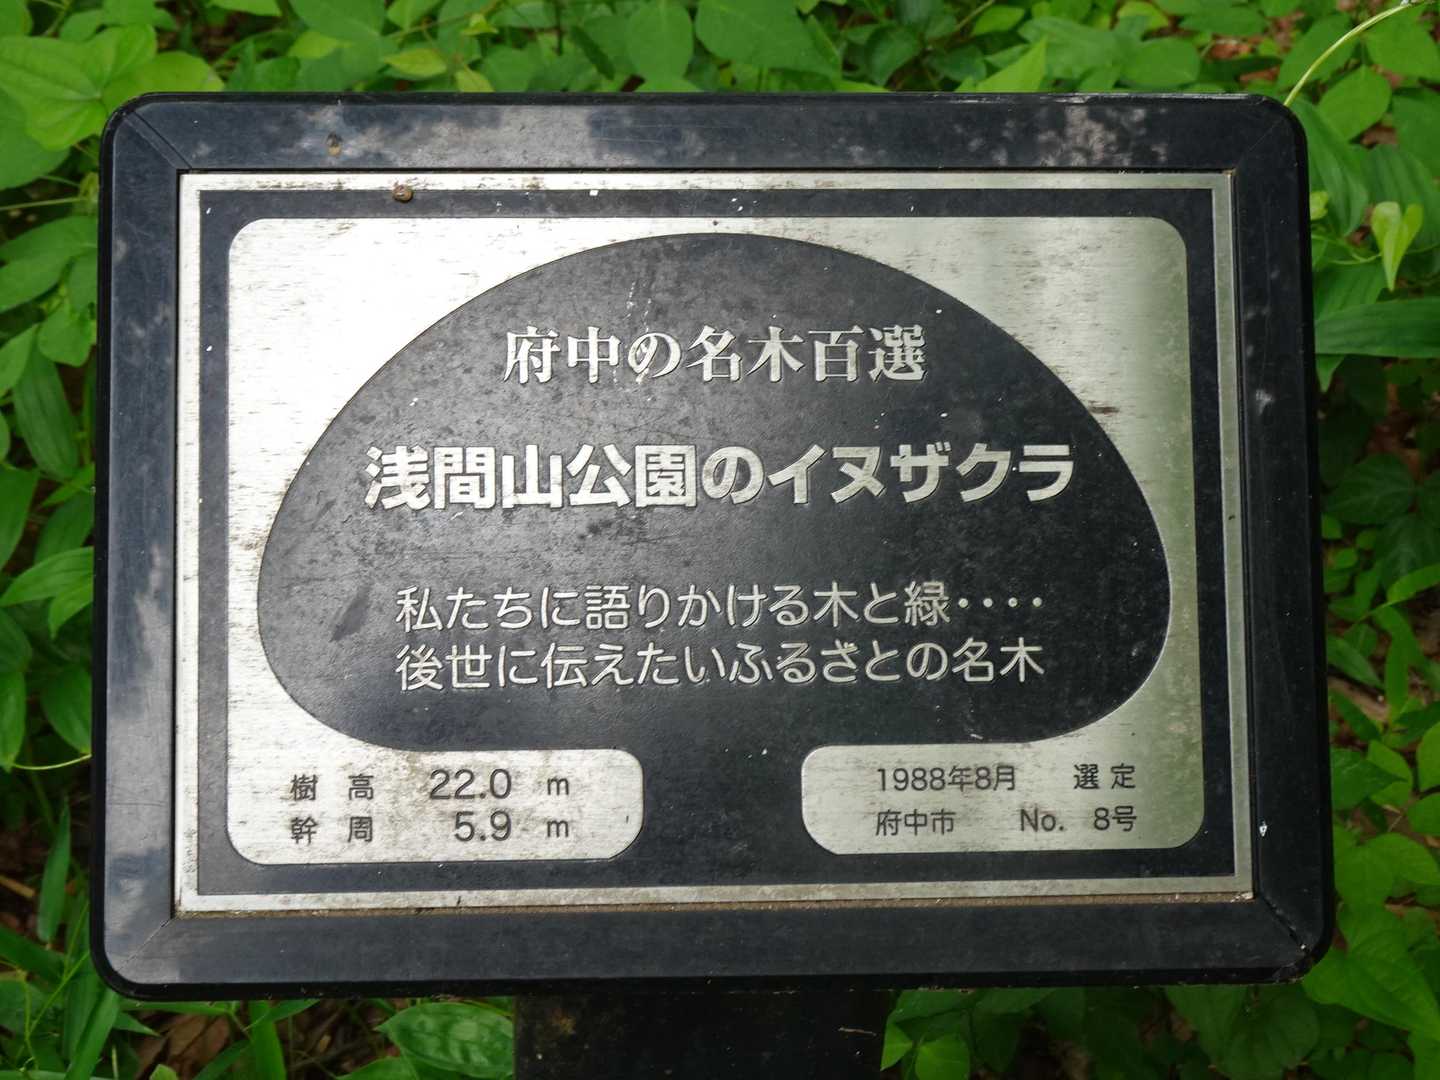 府中の名木百選
浅間山公園のイヌザクラ
私たちに語りかける木と緑････
後世に伝えたいふるさとの名木
樹 高 22.0 m
幹 周 5.9 m
1988年8月 選定
府中市 No. 8号